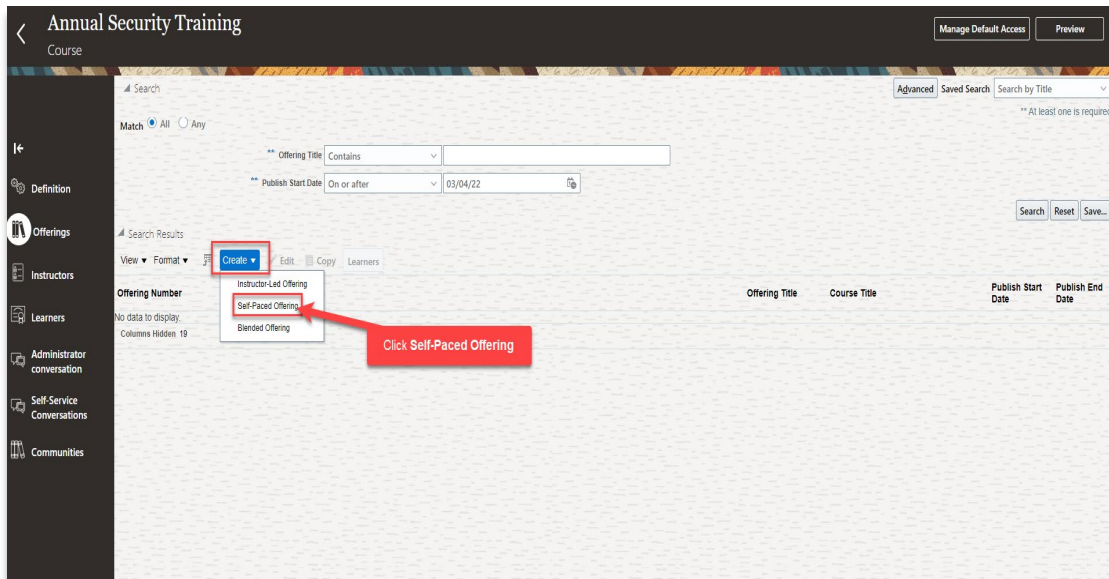 Annual Security Training
Course
Manage Default Access
Preview
Search
Advanced Saved Search Search by Title
** At least one is required
Match All Any
** Offering Title Contains
** Publish Start Date On or after 03/04/22
Search Reset Save...
Definition
Offerings
Instructors
Learners
Administrator
conversation
Self-Service
Conversations
Communities
Search Results
View Format Create Edit Copy Learners
Instructor-Led Offering
Self-Paced Offering
Blended Offering
Click Self-Paced Offering
Offering Number Offering Title Course Title Publish Start Date Publish End Date
No data to display.
Columns Hidden 19